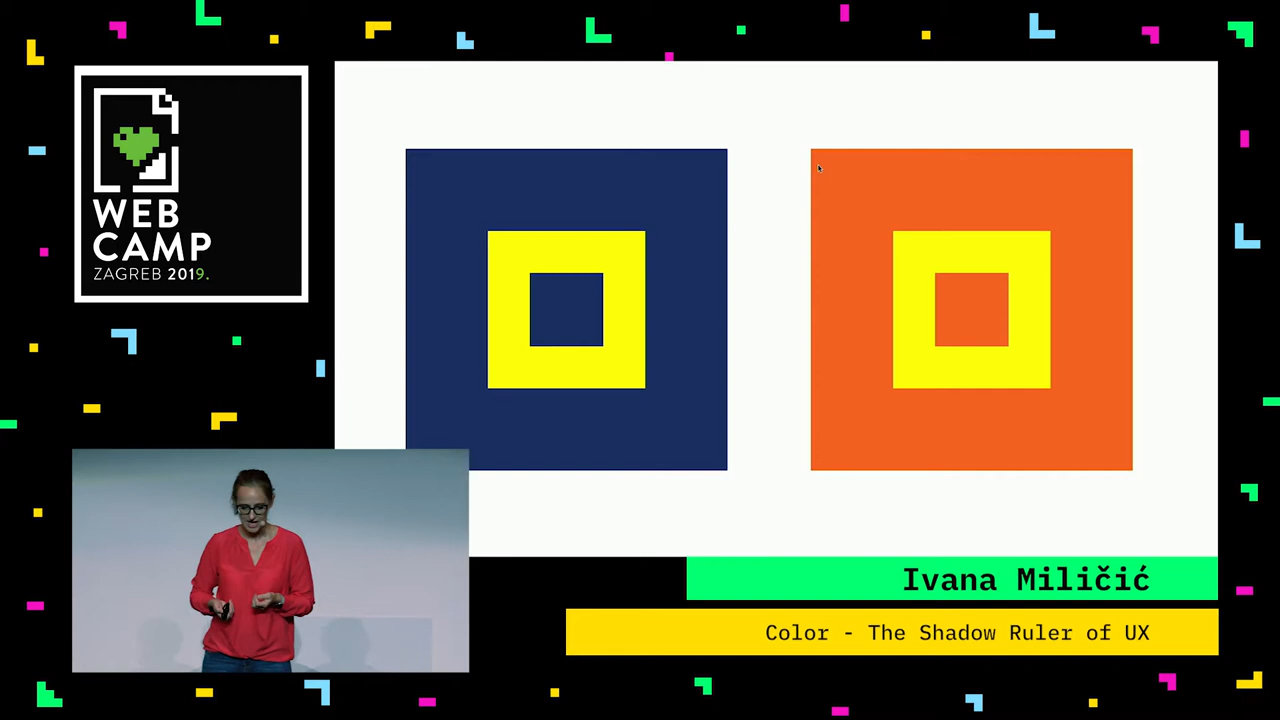 WEB
CAMP
ZAGREB 2019.
Ivana Miličić
Color - The Shadow Ruler of UX